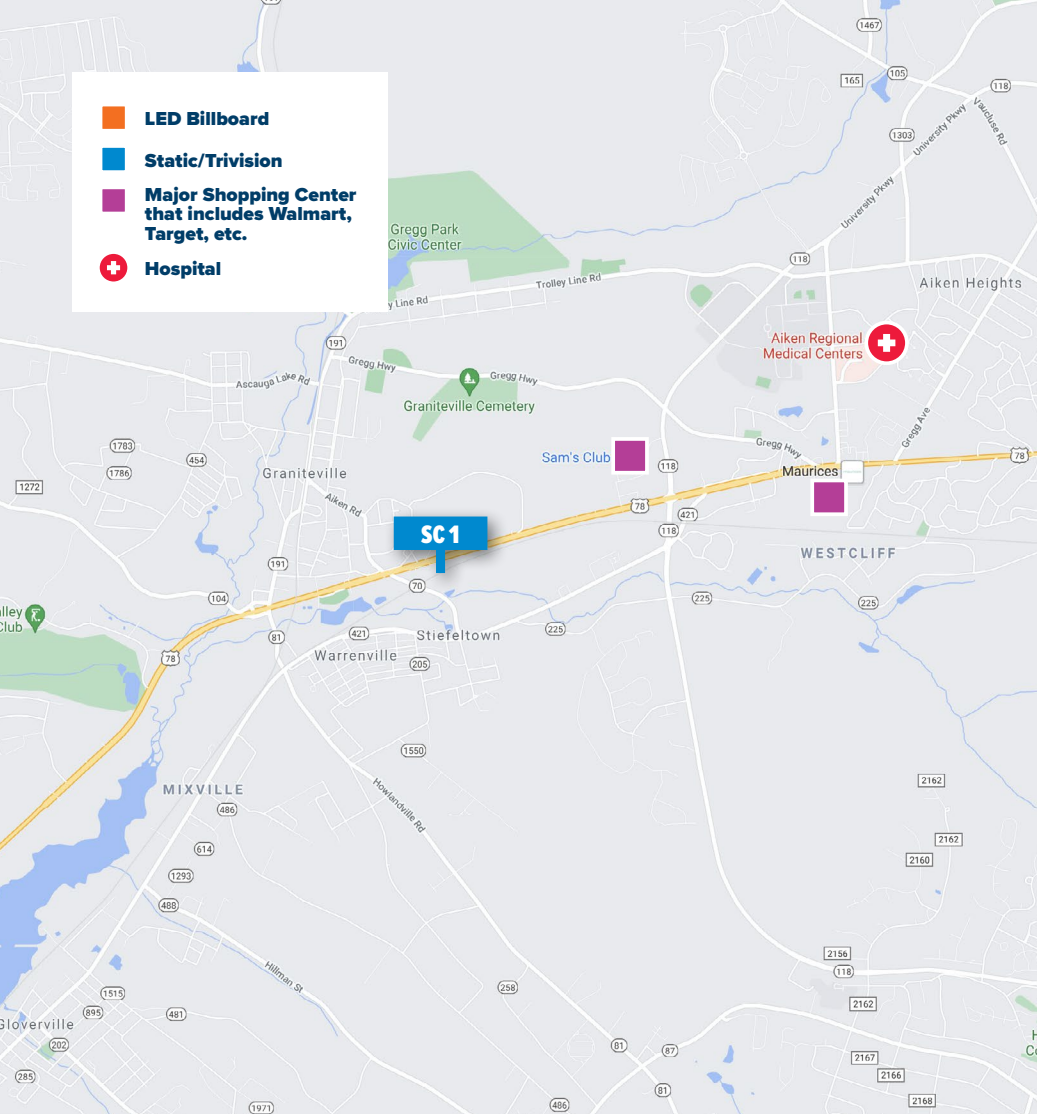 1467
165
105
118
1303
University Pkwy
Vaucluse Rd
LED Billboard
Static/Trivision
Major Shopping Center
that includes Walmart,
Target, etc.
Hospital
Gregg Park
Civic Center
University Pkwy
118
Trolley Line Rd
y Line Rd
Aiken Heights
191
Aiken Regional
Medical Centers
Gregg Hwy
Gregg Hwy
Ascauga Lake Rd
Graniteville Cemetery
Gregg Ave
1783
454
1786
1272
Graniteville
Sam's Club
118
Gregg Hwy
78
Maurices
Aiken Rd
78
421
118
SC 1
WESTCLIFF
191
70
104
225
225
lley
Club
81
421
Stiefeltown
225
78
Warrenville
205
1550
MIXVILLE
486
Howlandville Rd
2162
614
2162
2160
1293
488
2156
118
Hillman St
258
1515
2162
895
481
Gloverville
202
81
87
H
Co
2167
285
2166
81
1971
486
2168